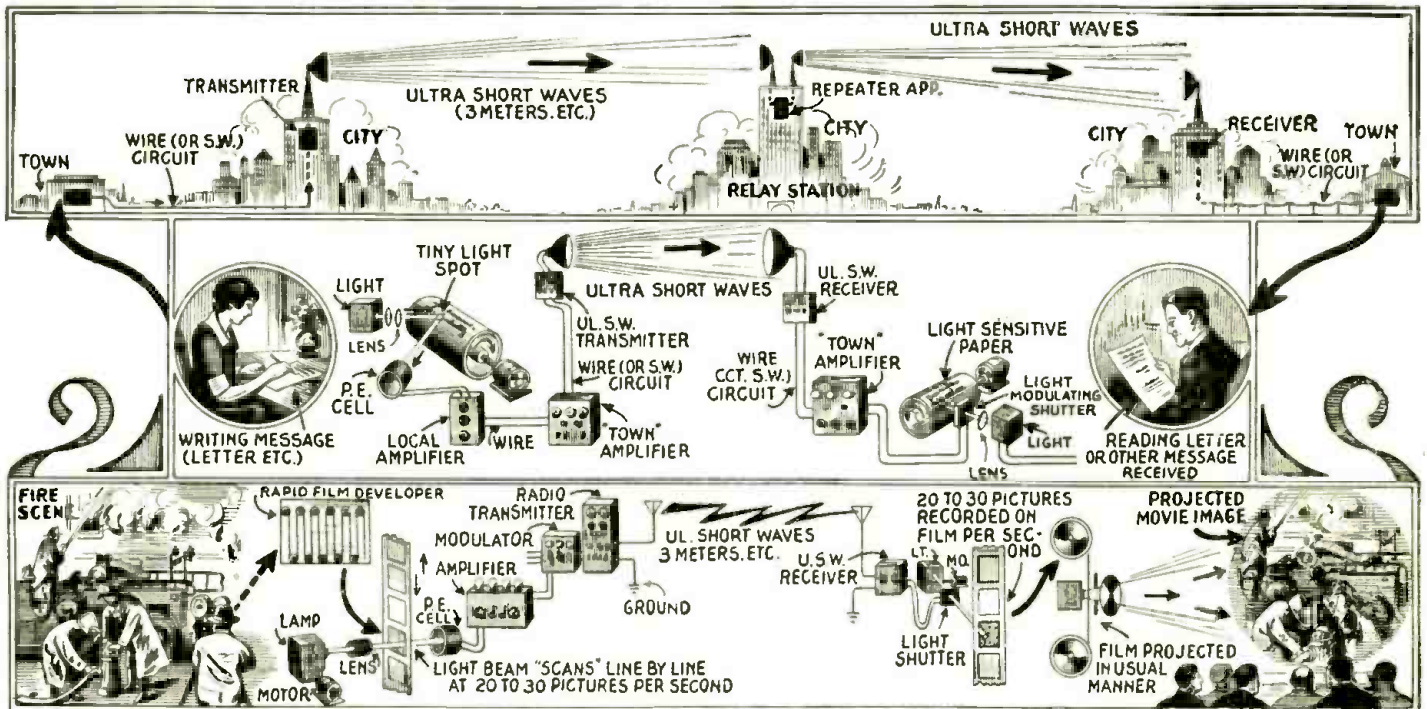 ULTRA SHORT WAVES
TRANSMITTER
ULTRA SHORT WAVES
(3 METERS. ETC.)
REPEATER APP.
WIRE (OR S.W.)
CIRCUIT
CITY
CITY
CITY
RECEIVER
TOWN
TOWN
WIRE (OR
S.W.) CIRCUIT
RELAY STATION
TINY LIGHT
SPOT
LIGHT
LENS
P.E.
CELL
ULTRA SHORT WAVES
UL. S.W.
TRANSMITTER
WIRE (OR S.W.)
CIRCUIT
UL. S.W.
RECEIVER
"TOWN"
AMPLIFIER
WIRE
CCT. S.W.)
CIRCUIT
LIGHT SENSITIVE
PAPER
LIGHT
MODULATING
SHUTTER
LIGHT
LENS
WRITING MESSAGE
(LETTER ETC.)
LOCAL
AMPLIFIER
WIRE
"TOWN"
AMPLIFIER
READING LETTER
OR OTHER MESSAGE
RECEIVED
FIRE
SCEN
RAPID FILM DEVELOPER
RADIO
TRANSMITTER
MODULATOR
AMPLIFIER
P.E.
CELL
LAMP
LENS
MOTOR
LIGHT BEAM "SCANS" LINE BY LINE
AT 20 TO 30 PICTURES PER SECOND
GROUND
UL. SHORT WAVES
3 METERS. ETC.
U.S.W.
RECEIVER
20 TO 30 PICTURES
RECORDED ON
FILM PER SEC-
OND
LT.
MO.
LIGHT
SHUTTER
PROJECTED
MOVIE IMAGE
FILM PROJECTED
IN USUAL
MANNER